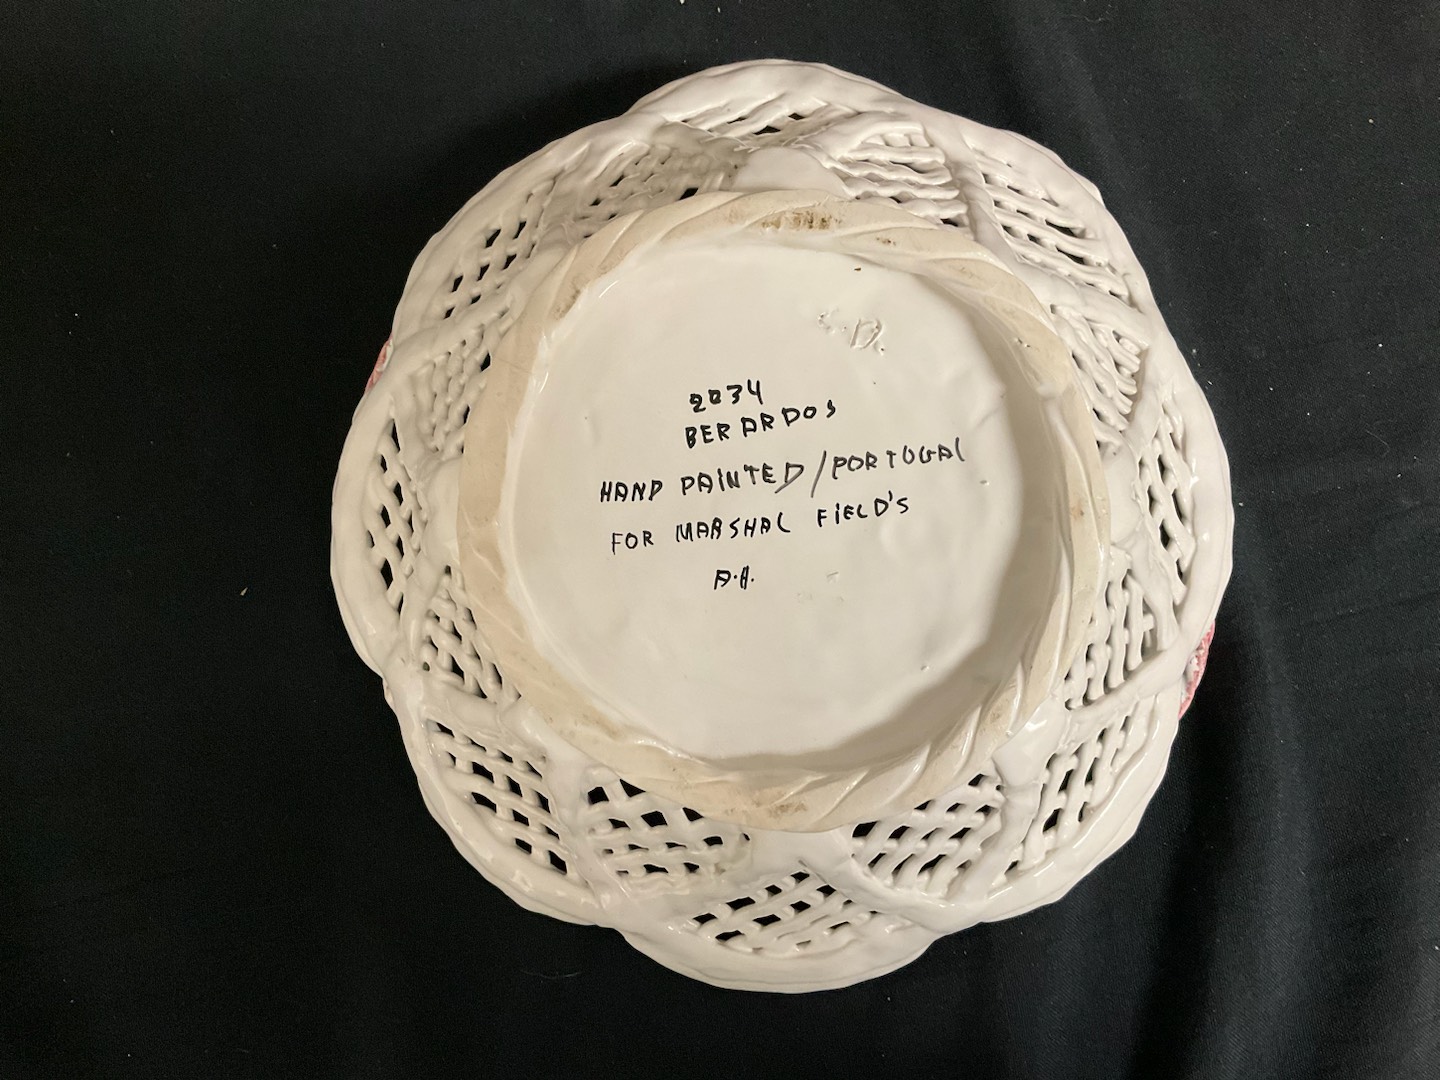 2034
BERARDOS
HAND PAINTED/PORTUGAL
FOR MARSHAL FIELD'S
A.A.